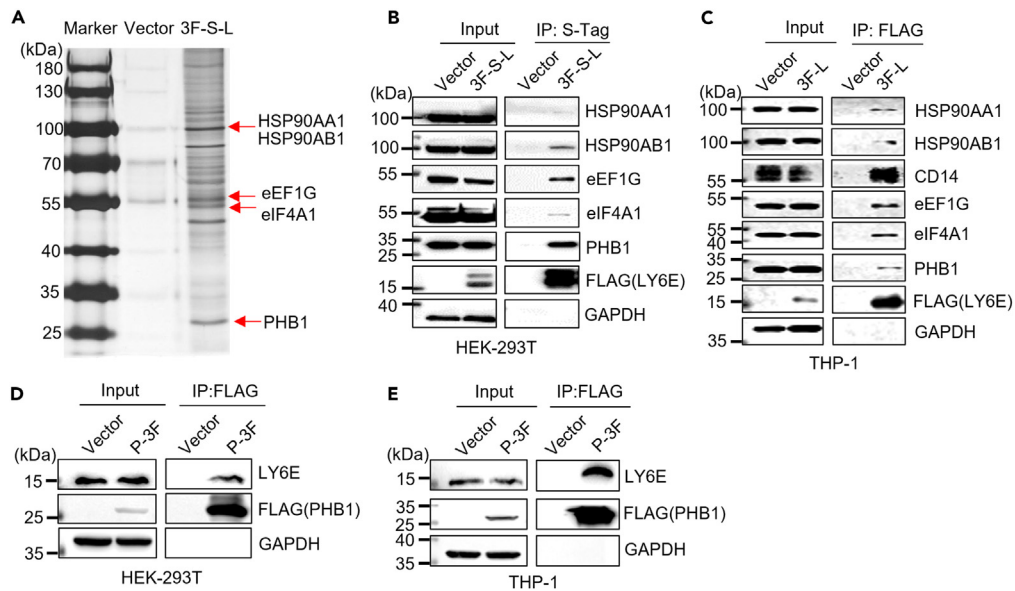 A
Marker Vector 3F-S-L
(kDa)
180
130
100
70
55
40
35
25
HSP90AA1
HSP90AB1
eEF1G
eIF4A1
PHB1
B
Input IP: S-Tag
Vector 3F-S-L Vector 3F-S-L
(kDa)
100 HSP90AA1
100 HSP90AB1
55 eEF1G
55 eIF4A1
35 PHB1
25
15 FLAG(LY6E)
40 GAPDH
HEK-293T
C
Input IP: FLAG
Vector 3F-L Vector 3F-L
(kDa)
100 HSP90AA1
100 HSP90AB1
55 CD14
55 eEF1G
55 eIF4A1
40
35 PHB1
25
15 FLAG(LY6E)
35 GAPDH
THP-1
D
Input IP:FLAG
Vector P-3F Vector P-3F
(kDa)
15 LY6E
25 FLAG(PHB1)
35 GAPDH
HEK-293T
E
Input IP:FLAG
Vector P-3F Vector P-3F
(kDa)
15 LY6E
35 FLAG(PHB1)
25
40 GAPDH
35
THP-1